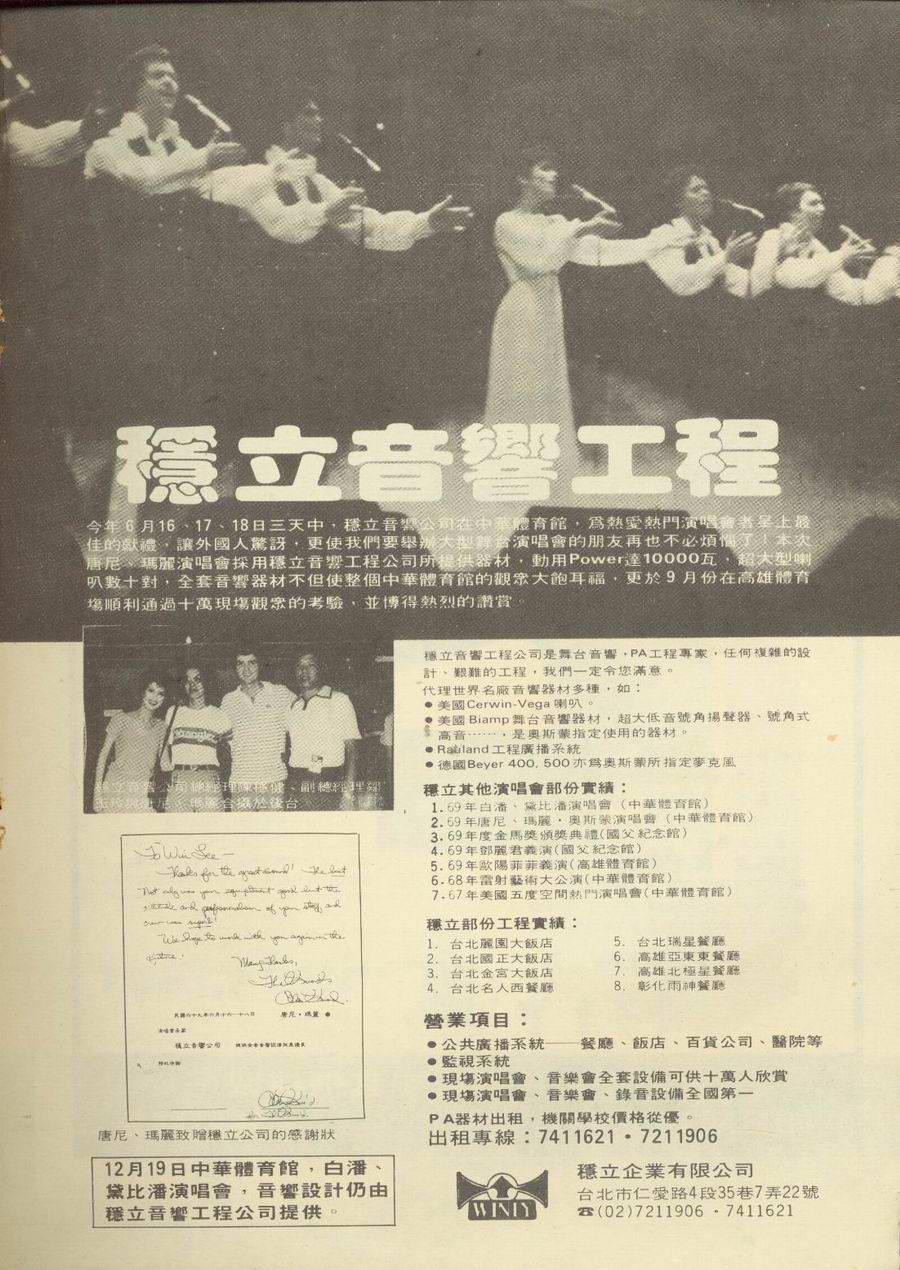 穩立音響工程
今年6月16、17、18日三天中，穩立音響公司在中華體育館，爲熱愛熱門演唱會者呈上最
佳的獻禮，讓外國人驚訝，更使我們要舉辦大型舞台演唱會的朋友再也不必煩惱了！本次
唐尼、瑪麗演唱會採用穩立音響工程公司所提供器材，動用Power達10000瓦，超大型喇
叭數十對，全套音響器材不但使整個中華體育館的觀衆大飽耳福，更於9月份在高雄體育
場順利通過十萬現場觀衆的考驗，並博得熱烈的讚賞。
穩立音響公司總經理陳穩健、副總經理
與唐尼、瑪麗合攝於後台
穩立音響工程公司是舞台音響，PA工程專家，任何複雜的設
計、艱難的工程，我們一定令您滿意。
代理世界名廠音響器材多種，如：
●美國Cerwin-Vega喇叭。
●美國Biamp舞台音響器材，超大低音號角揚聲器、號角式
高音……，是奧斯蒙指定使用的器材。
●Rauland工程廣播系統
●德國Beyer 400, 500亦爲奧斯蒙所指定麥克風
穩立其他演唱會部份實績：
1. 69年白潘、黛比潘演唱會（中華體育館）
2. 69年唐尼、瑪麗・奧斯蒙演唱會（中華體育館）
3. 69年度金馬獎頒獎典禮(國父紀念館)
4. 69年鄧麗君義演(國父紀念館)
5. 69年歐陽菲菲義演(高雄體育館)
6. 68年雷射藝術大公演(中華體育館)
7. 67年美國五度空間熱門演唱會(中華體育館)
穩立部份工程實績：
1. 台北麗園大飯店
2. 台北國正大飯店
3. 台北金宮大飯店
4. 台北名人西餐廳
5. 台北瑞星餐廳
6. 高雄亞東東餐廳
7. 高雄北極星餐廳
8. 彰化雨神餐廳
營業項目：
●公共廣播系統──餐廳、飯店、百貨公司、醫院等
●監視系統
●現場演唱會、音樂會全套設備可供十萬人欣賞
●現場演唱會、音樂會、錄音設備全國第一
PA器材出租，機關學校價格從優。
出租專線：7411621・7211906
To Win Lee —
Thanks for the great sound! The best
Not only was your equipment good but the
attitude and professionalism of your staff and
crew was superb!
We hope to work with you again in the
future!
Many Thanks,
民國六十九年六月十六—十八日
唐尼・瑪麗
穩立音響公司
唐尼、瑪麗致贈穩立公司的感謝狀
12月19日中華體育館，白潘、
黛比潘演唱會，音響設計仍由
穩立音響工程公司提供。
WINLY
穩立企業有限公司
台北市仁愛路4段35巷7弄22號
☎(02)7211906・7411621